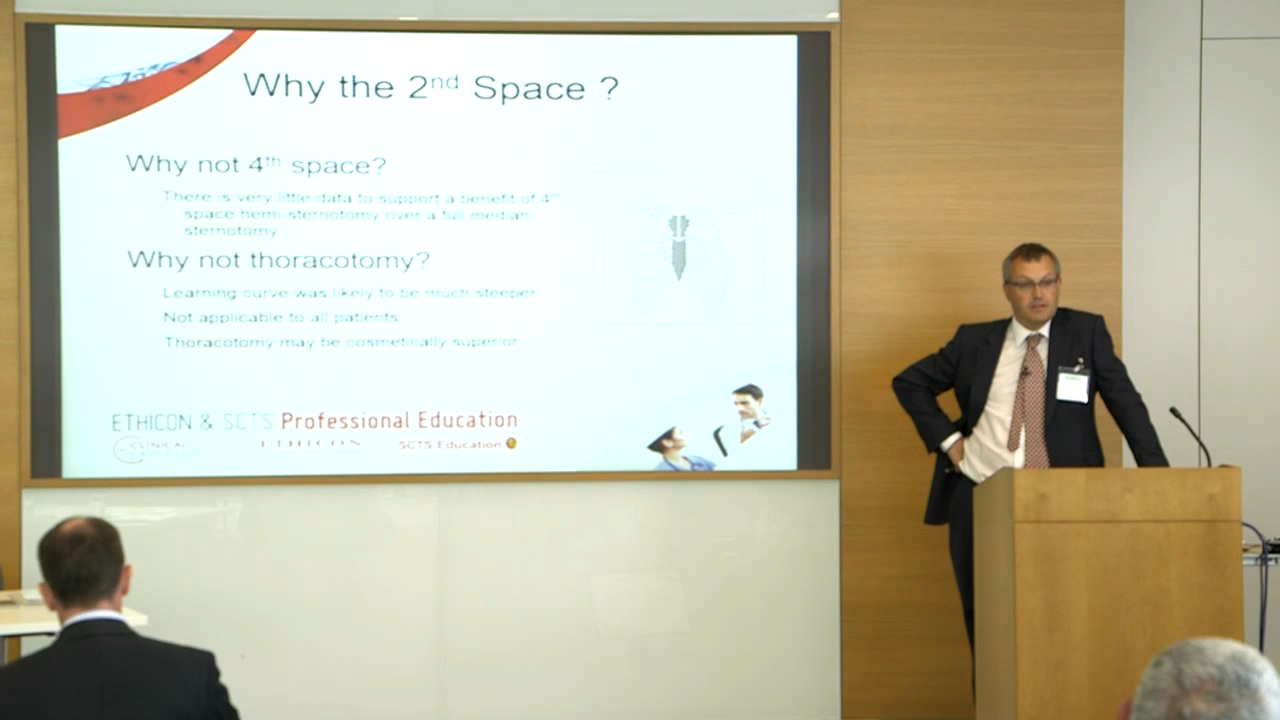 Why the 2nd Space ?
Why not 4th space?
There is very little data to support a benefit of 4th
space hemi-sternotomy over a full median
sternotomy
Why not thoracotomy?
Learning curve was likely to be much steeper
Not applicable to all patients
Thoracotomy may be cosmetically superior
ETHICON & SCTS Professional Education
CLINICAL
ETHICON
SCTS Education